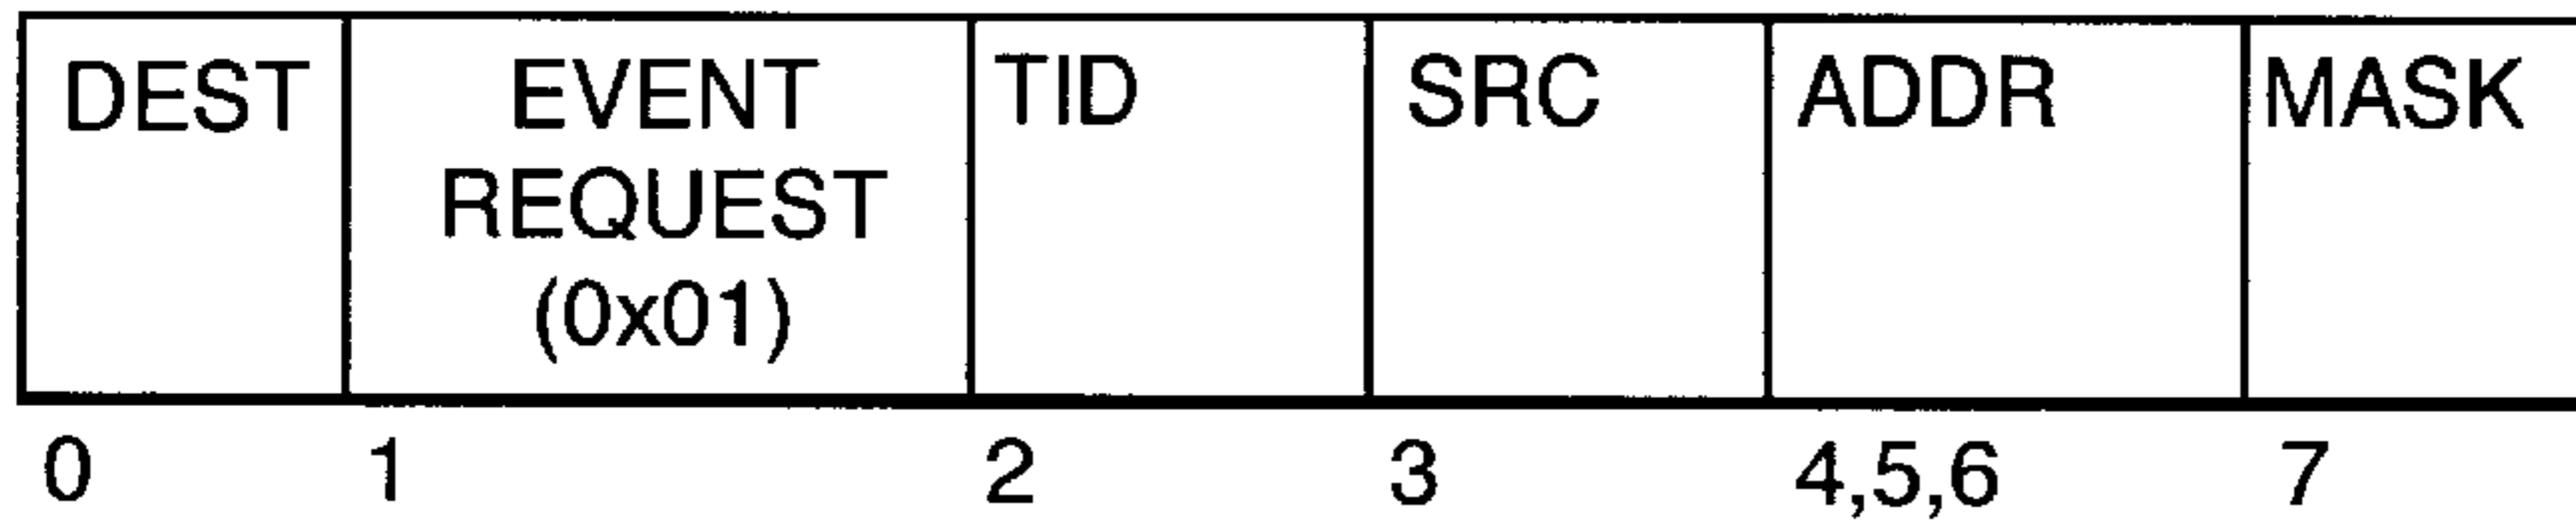 DEST
EVENT
REQUEST
(0x01)
TID
SRC
ADDR
MASK
0
1
2
3
4,5,6
7